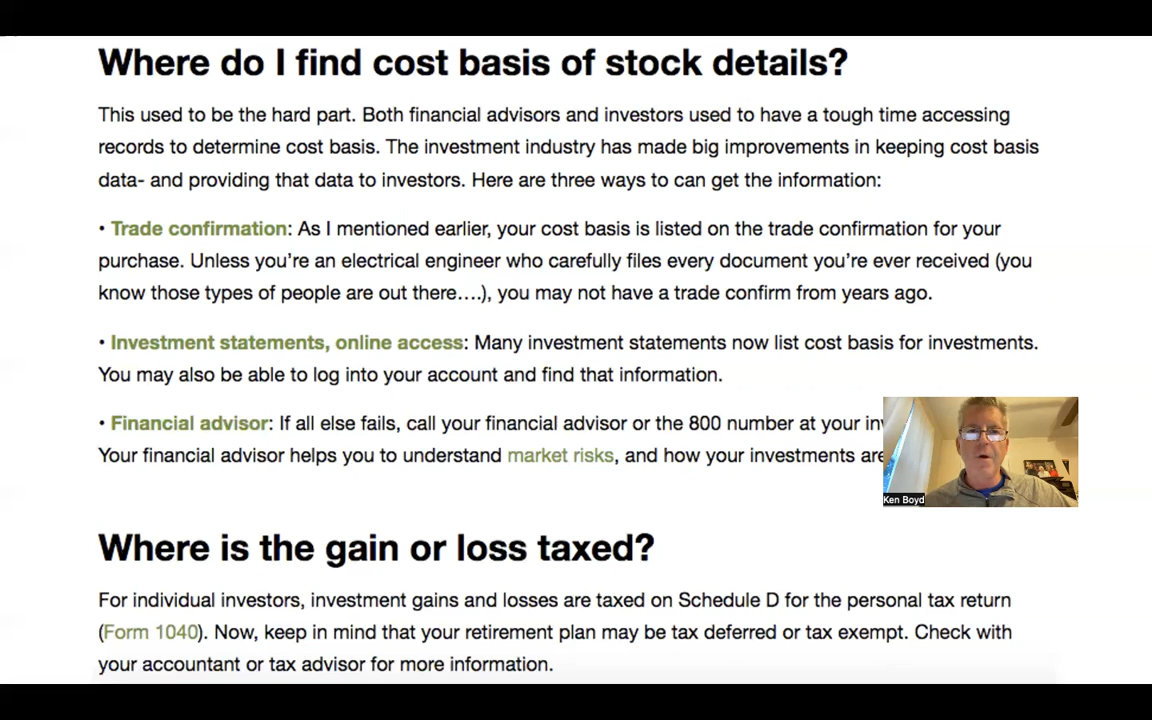 Where do I find cost basis of stock details?
This used to be the hard part. Both financial advisors and investors used to have a tough time accessing
records to determine cost basis. The investment industry has made big improvements in keeping cost basis
data- and providing that data to investors. Here are three ways to can get the information:
• Trade confirmation: As I mentioned earlier, your cost basis is listed on the trade confirmation for your
purchase. Unless you’re an electrical engineer who carefully files every document you’re ever received (you
know those types of people are out there….), you may not have a trade confirm from years ago.
• Investment statements, online access: Many investment statements now list cost basis for investments.
You may also be able to log into your account and find that information.
• Financial advisor: If all else fails, call your financial advisor or the 800 number at your
Your financial advisor helps you to understand market risks, and how your investments are
Ken Boyd
Where is the gain or loss taxed?
For individual investors, investment gains and losses are taxed on Schedule D for the personal tax return
(Form 1040). Now, keep in mind that your retirement plan may be tax deferred or tax exempt. Check with
your accountant or tax advisor for more information.